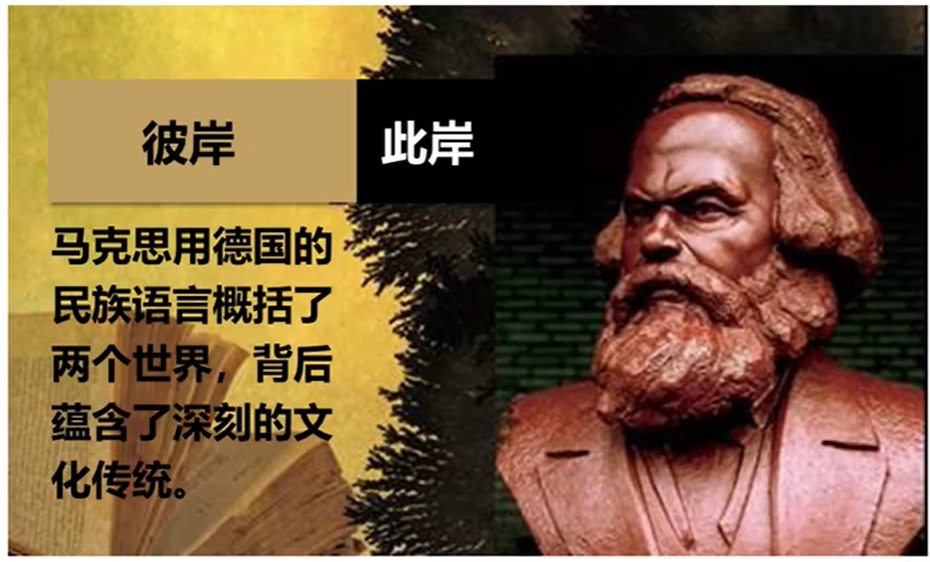 彼岸
此岸
马克思用德国的
民族语言概括了
两个世界，背后
蕴含了深刻的文
化传统。